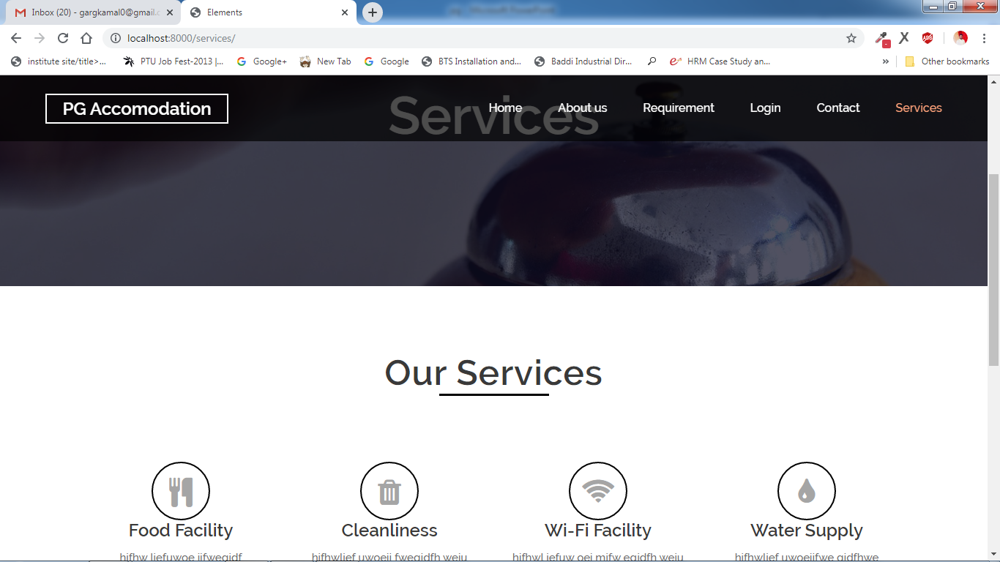 Inbox (20) - gargkamal0@gmail.c
Elements
localhost:8000/services/
institute site/title>...
PTU Job Fest-2013 |...
Google+
New Tab
Google
BTS Installation and...
Baddi Industrial Dir...
HRM Case Study an...
»
Other bookmarks
PG Accomodation
Services
Home
About us
Requirement
Login
Contact
Services
Our Services
Food Facility
Cleanliness
Wi-Fi Facility
Water Supply
hifhw liefuwoe iifwegidf
hifhwlief uwoeii fwegidfh weiu
hifhwl iefuw oei mifw egidfh weiu
hifhwlief uwoeiifwe gidfhwe